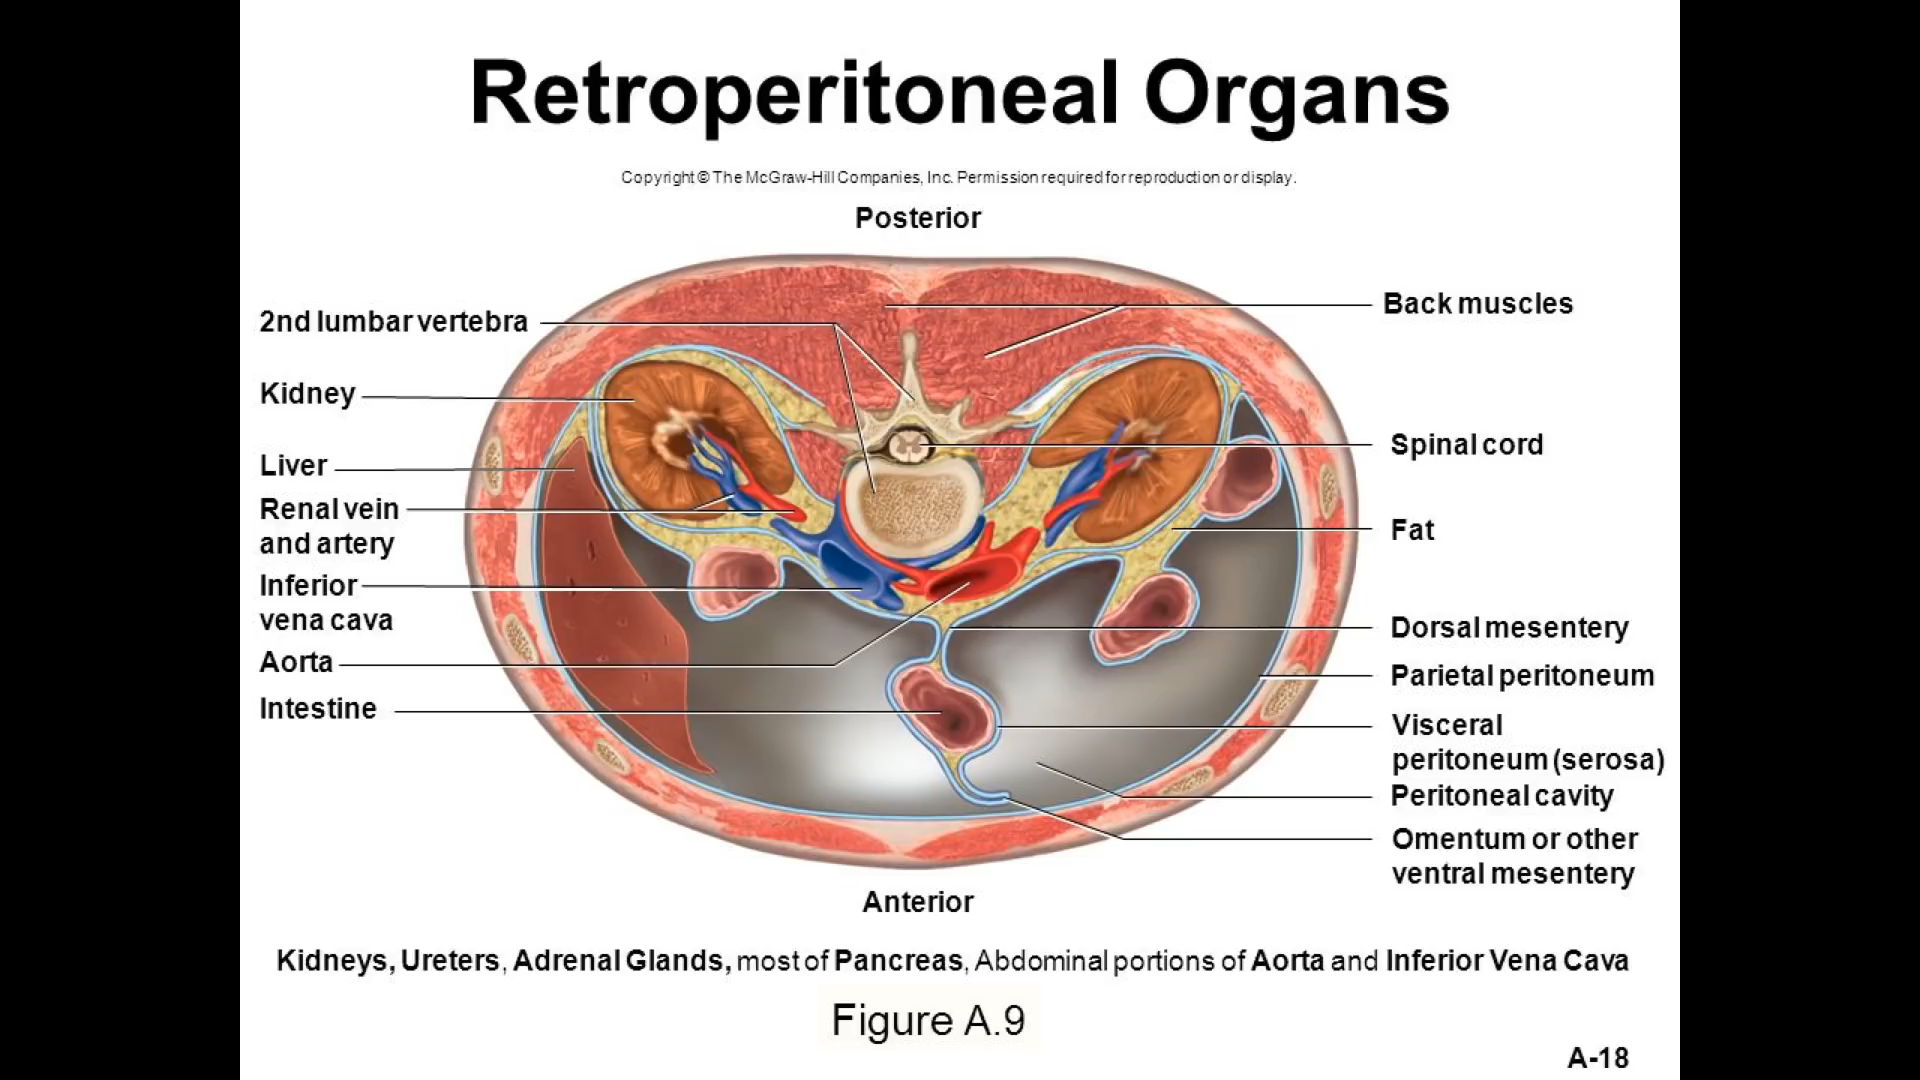 Retroperitoneal Organs
Copyright © The McGraw-Hill Companies, Inc. Permission required for reproduction or display.
Posterior
2nd lumbar vertebra
Kidney
Liver
Renal vein
and artery
Inferior
vena cava
Aorta
Intestine
Back muscles
Spinal cord
Fat
Dorsal mesentery
Parietal peritoneum
Visceral
peritoneum (serosa)
Peritoneal cavity
Omentum or other
ventral mesentery
Anterior
Kidneys, Ureters, Adrenal Glands, most of Pancreas, Abdominal portions of Aorta and Inferior Vena Cava
Figure A.9
A-18